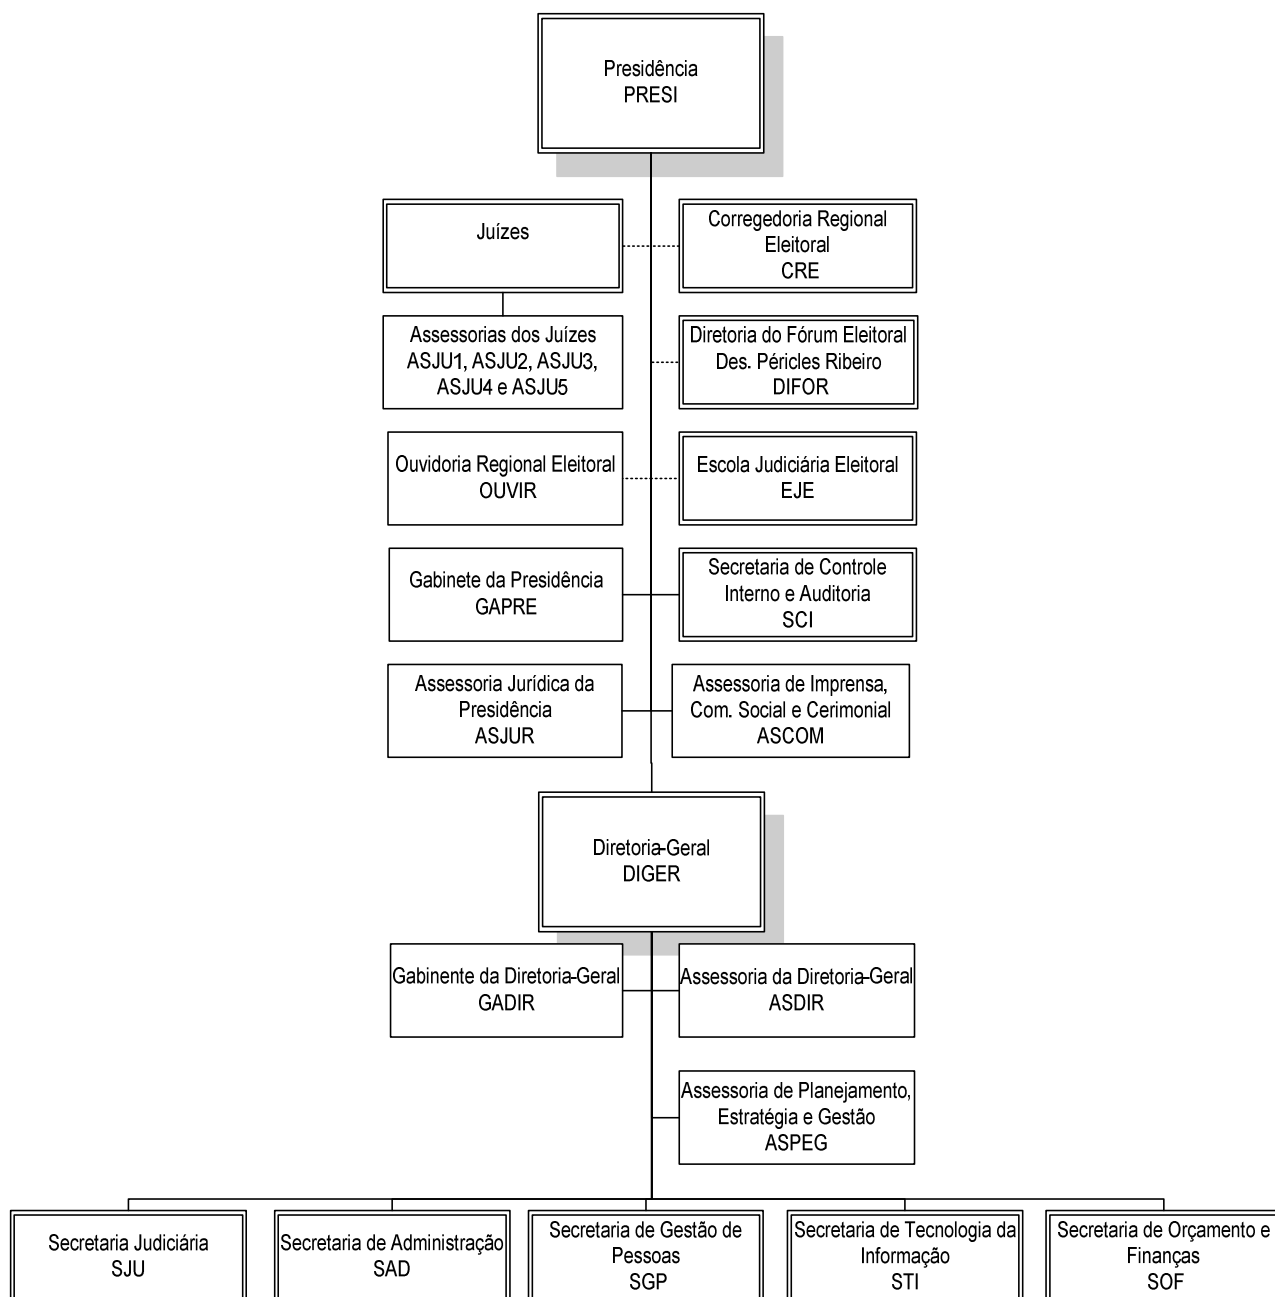 Presidência
PRESI
Juízes
Corregedoria Regional
Eleitoral
CRE
Assessorias dos Juízes
ASJU1, ASJU2, ASJU3,
ASJU4 e ASJU5
Diretoria do Fórum Eleitoral
Des. Péricles Ribeiro
DIFOR
Ouvidoria Regional Eleitoral
OUVIR
Escola Judiciária Eleitoral
EJE
Gabinete da Presidência
GAPRE
Secretaria de Controle
Interno e Auditoria
SCI
Assessoria Jurídica da
Presidência
ASJUR
Assessoria de Imprensa,
Com. Social e Cerimonial
ASCOM
Diretoria-Geral
DIGER
Gabinente da Diretoria-Geral
GADIR
Assessoria da Diretoria-Geral
ASDIR
Assessoria de Planejamento,
Estratégia e Gestão
ASPEG
Secretaria Judiciária
SJU
Secretaria de Administração
SAD
Secretaria de Gestão de
Pessoas
SGP
Secretaria de Tecnologia da
Informação
STI
Secretaria de Orçamento e
Finanças
SOF